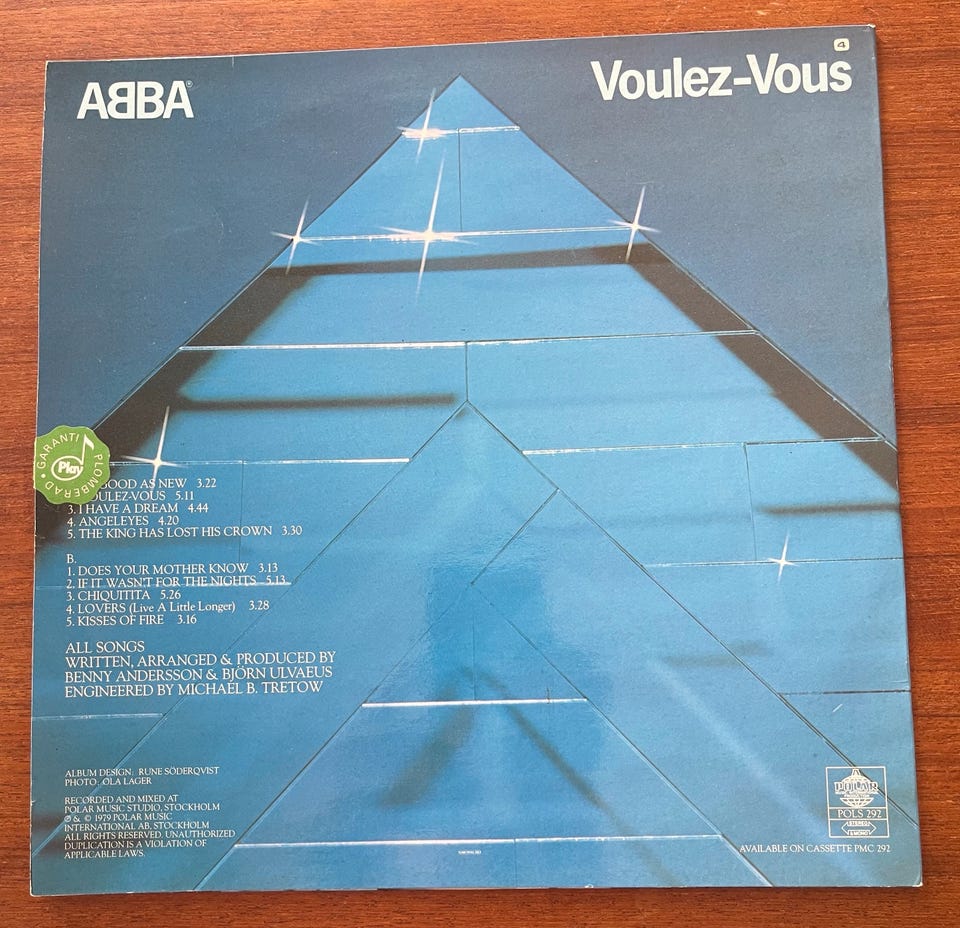 4
ABBA®
Voulez-Vous
GARANTI
Play
PLOMBERAD
GOOD AS NEW 3.22
OULEZ-VOUS 5.11
3. I HAVE A DREAM 4.44
4. ANGELEYES 4.20
5. THE KING HAS LOST HIS CROWN 3.30
B.
1. DOES YOUR MOTHER KNOW 3.13
2. IF IT WASN'T FOR THE NIGHTS 5.13
3. CHIQUITITA 5.26
4. LOVERS (Live A Little Longer) 3.28
5. KISSES OF FIRE 3.16
ALL SONGS
WRITTEN, ARRANGED & PRODUCED BY
BENNY ANDERSSON & BJÖRN ULVAEUS
ENGINEERED BY MICHAEL B. TRETOW
ALBUM DESIGN: RUNE SÖDERQVIST
PHOTO: OLA LAGER
RECORDED AND MIXED AT
POLAR MUSIC STUDIO, STOCKHOLM
℗ & © 1979 POLAR MUSIC
INTERNATIONAL AB, STOCKHOLM
ALL RIGHTS RESERVED. UNAUTHORIZED
DUPLICATION IS A VIOLATION OF
APPLICABLE LAWS.
POLAR
POLS 292
STEREO
& MONO
AVAILABLE ON CASSETTE PMC 292